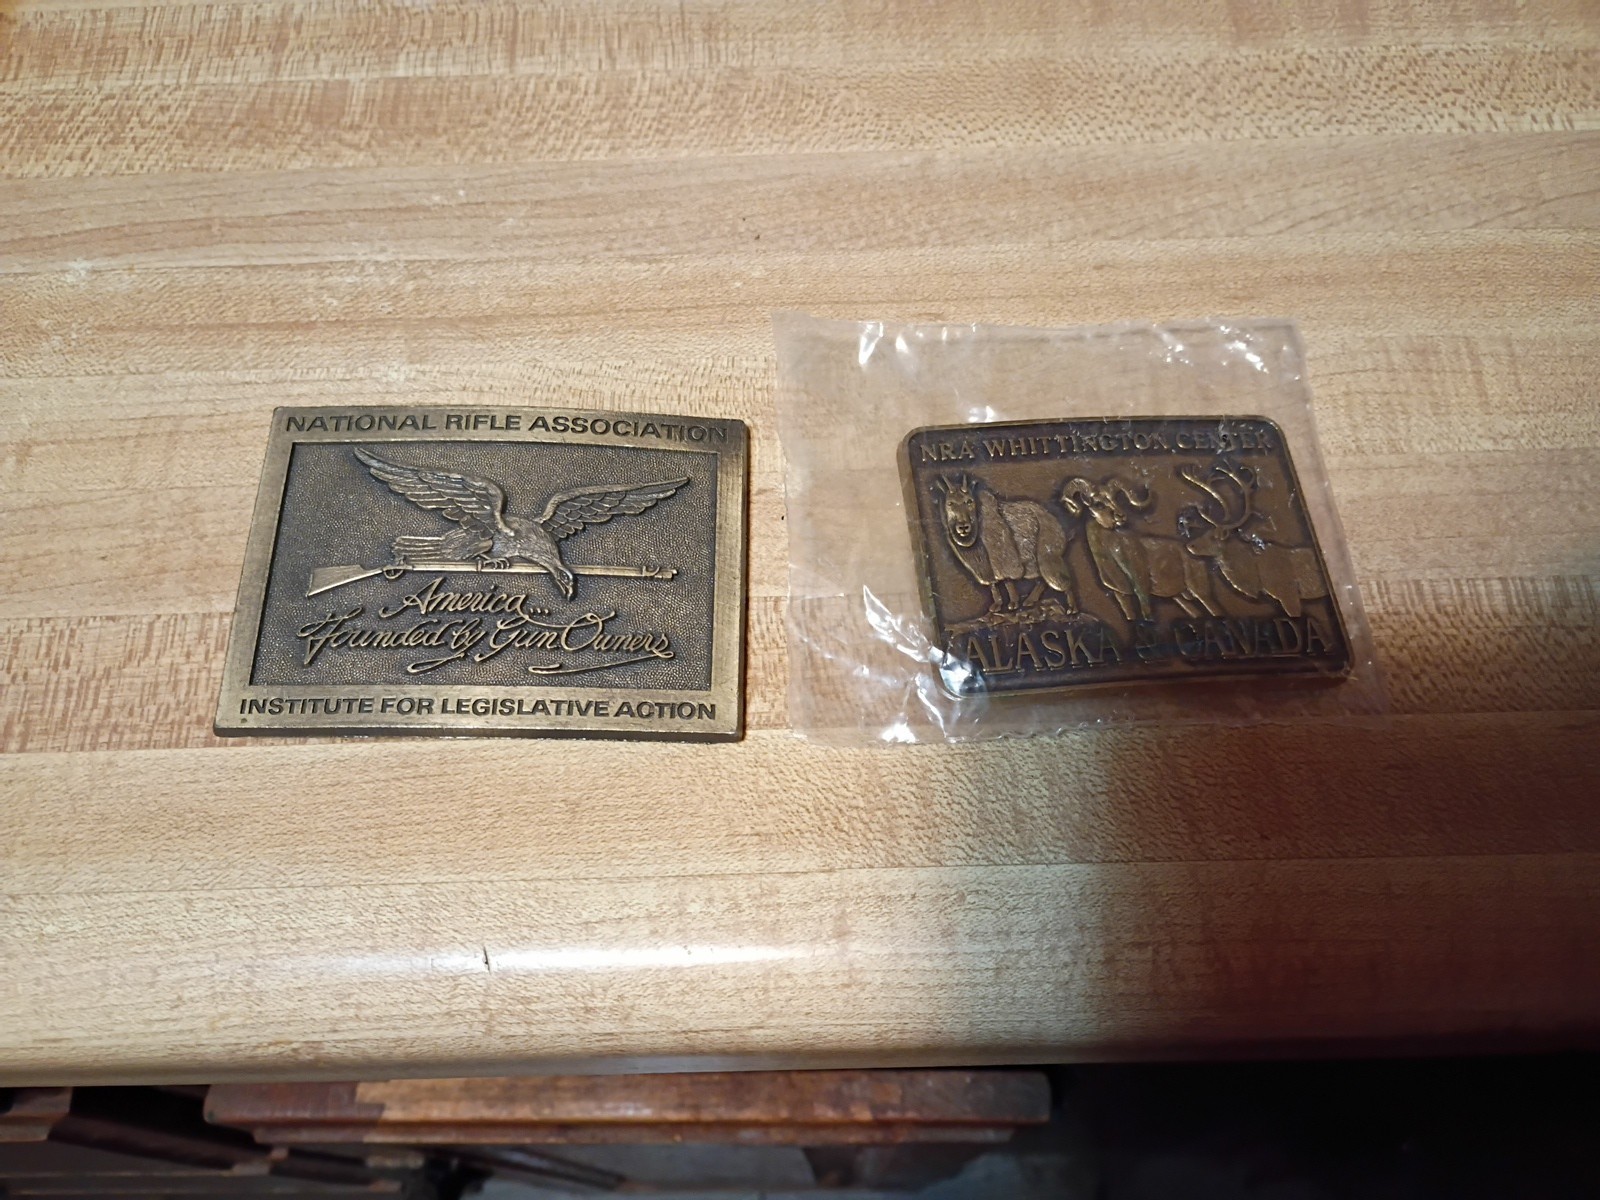 NATIONAL RIFLE ASSOCIATION
America...
Founded by Gun Owners
INSTITUTE FOR LEGISLATIVE ACTION
NRA WHITTINGTON CENTER
ALASKA & CANADA